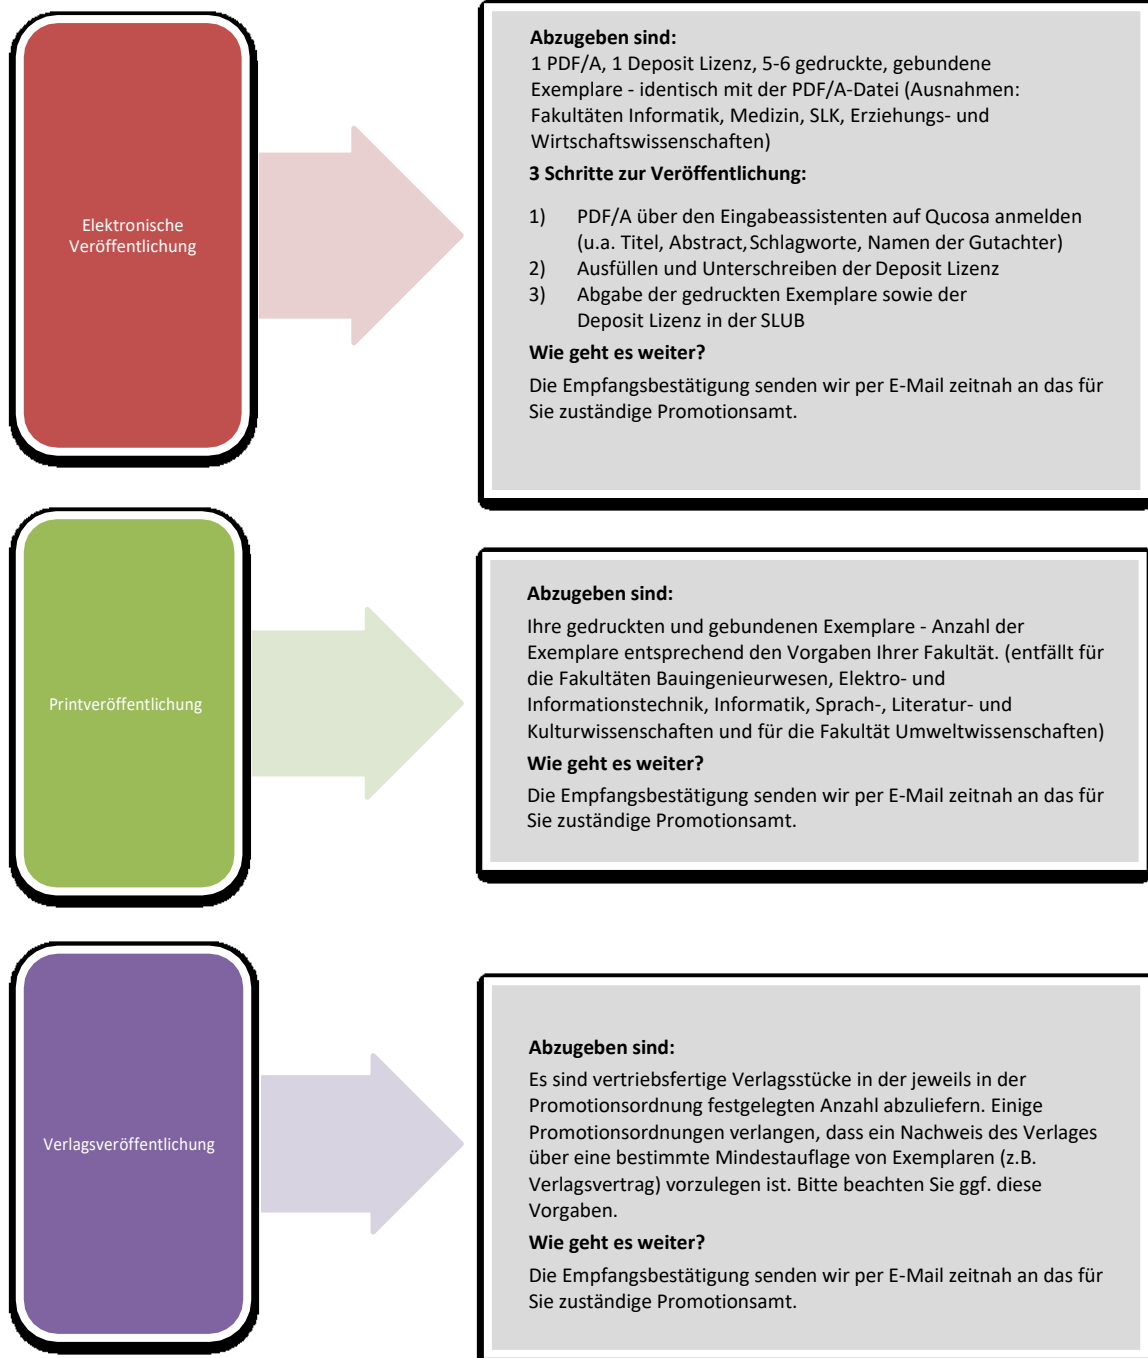 Elektronische
Veröffentlichung
Abzugeben sind:
1 PDF/A, 1 Deposit Lizenz, 5-6 gedruckte, gebundene
Exemplare - identisch mit der PDF/A-Datei (Ausnahmen:
Fakultäten Informatik, Medizin, SLK, Erziehungs- und
Wirtschaftswissenschaften)
3 Schritte zur Veröffentlichung:
1) PDF/A über den Eingabeassistenten auf Qucosa anmelden
(u.a. Titel, Abstract, Schlagworte, Namen der Gutachter)
2) Ausfüllen und Unterschreiben der Deposit Lizenz
3) Abgabe der gedruckten Exemplare sowie der
Deposit Lizenz in der SLUB
Wie geht es weiter?
Die Empfangsbestätigung senden wir per E-Mail zeitnah an das für
Sie zuständige Promotionsamt.
Printveröffentlichung
Abzugeben sind:
Ihre gedruckten und gebundenen Exemplare - Anzahl der
Exemplare entsprechend den Vorgaben Ihrer Fakultät. (entfällt für
die Fakultäten Bauingenieurwesen, Elektro- und
Informationstechnik, Informatik, Sprach-, Literatur- und
Kulturwissenschaften und für die Fakultät Umweltwissenschaften)
Wie geht es weiter?
Die Empfangsbestätigung senden wir per E-Mail zeitnah an das für
Sie zuständige Promotionsamt.
Verlagsveröffentlichung
Abzugeben sind:
Es sind vertriebsfertige Verlagsstücke in der jeweils in der
Promotionsordnung festgelegten Anzahl abzuliefern. Einige
Promotionsordnungen verlangen, dass ein Nachweis des Verlages
über eine bestimmte Mindestauflage von Exemplaren (z.B.
Verlagsvertrag) vorzulegen ist. Bitte beachten Sie ggf. diese
Vorgaben.
Wie geht es weiter?
Die Empfangsbestätigung senden wir per E-Mail zeitnah an das für
Sie zuständige Promotionsamt.